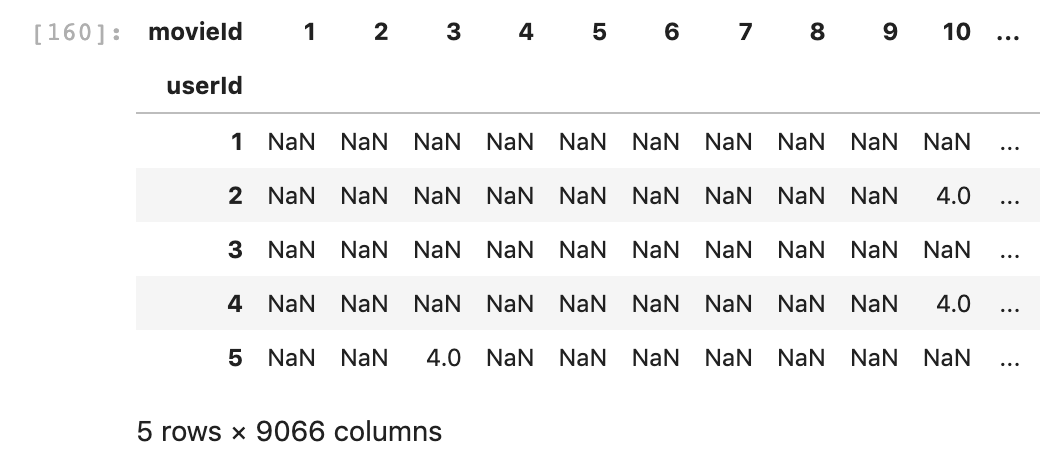 [160]: movieId 1 2 3 4 5 6 7 8 9 10 ...
userId
1 NaN NaN NaN NaN NaN NaN NaN NaN NaN NaN ...
2 NaN NaN NaN NaN NaN NaN NaN NaN NaN 4.0 ...
3 NaN NaN NaN NaN NaN NaN NaN NaN NaN NaN ...
4 NaN NaN NaN NaN NaN NaN NaN NaN NaN 4.0 ...
5 NaN NaN 4.0 NaN NaN NaN NaN NaN NaN NaN ...
5 rows × 9066 columns